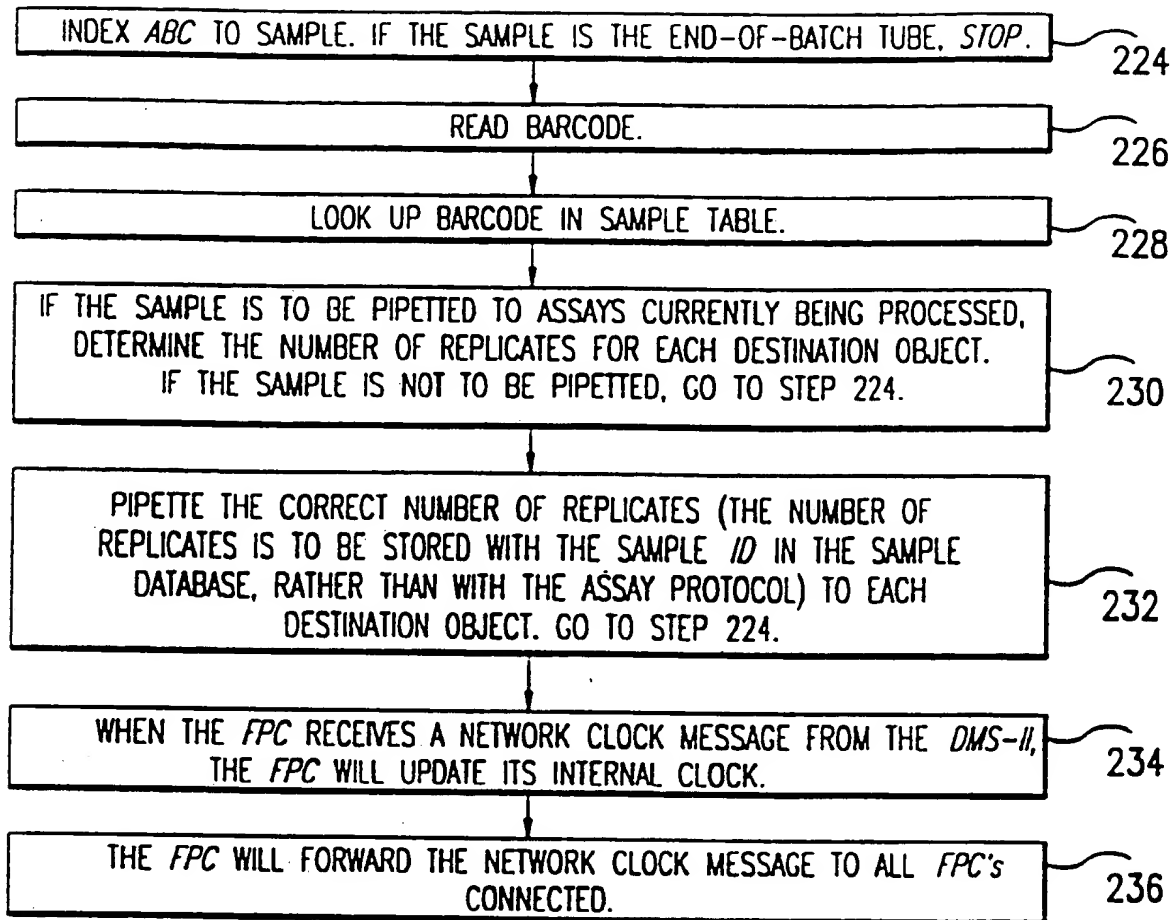 INDEX ABC TO SAMPLE. IF THE SAMPLE IS THE END-OF-BATCH TUBE, STOP.
224
READ BARCODE.
226
LOOK UP BARCODE IN SAMPLE TABLE.
228
IF THE SAMPLE IS TO BE PIPETTED TO ASSAYS CURRENTLY BEING PROCESSED,
DETERMINE THE NUMBER OF REPLICATES FOR EACH DESTINATION OBJECT.
IF THE SAMPLE IS NOT TO BE PIPETTED, GO TO STEP 224.
230
PIPETTE THE CORRECT NUMBER OF REPLICATES (THE NUMBER OF
REPLICATES IS TO BE STORED WITH THE SAMPLE ID IN THE SAMPLE
DATABASE, RATHER THAN WITH THE ASSAY PROTOCOL) TO EACH
DESTINATION OBJECT. GO TO STEP 224.
232
WHEN THE FPC RECEIVES A NETWORK CLOCK MESSAGE FROM THE DMS-II,
THE FPC WILL UPDATE ITS INTERNAL CLOCK.
234
THE FPC WILL FORWARD THE NETWORK CLOCK MESSAGE TO ALL FPC's
CONNECTED.
236